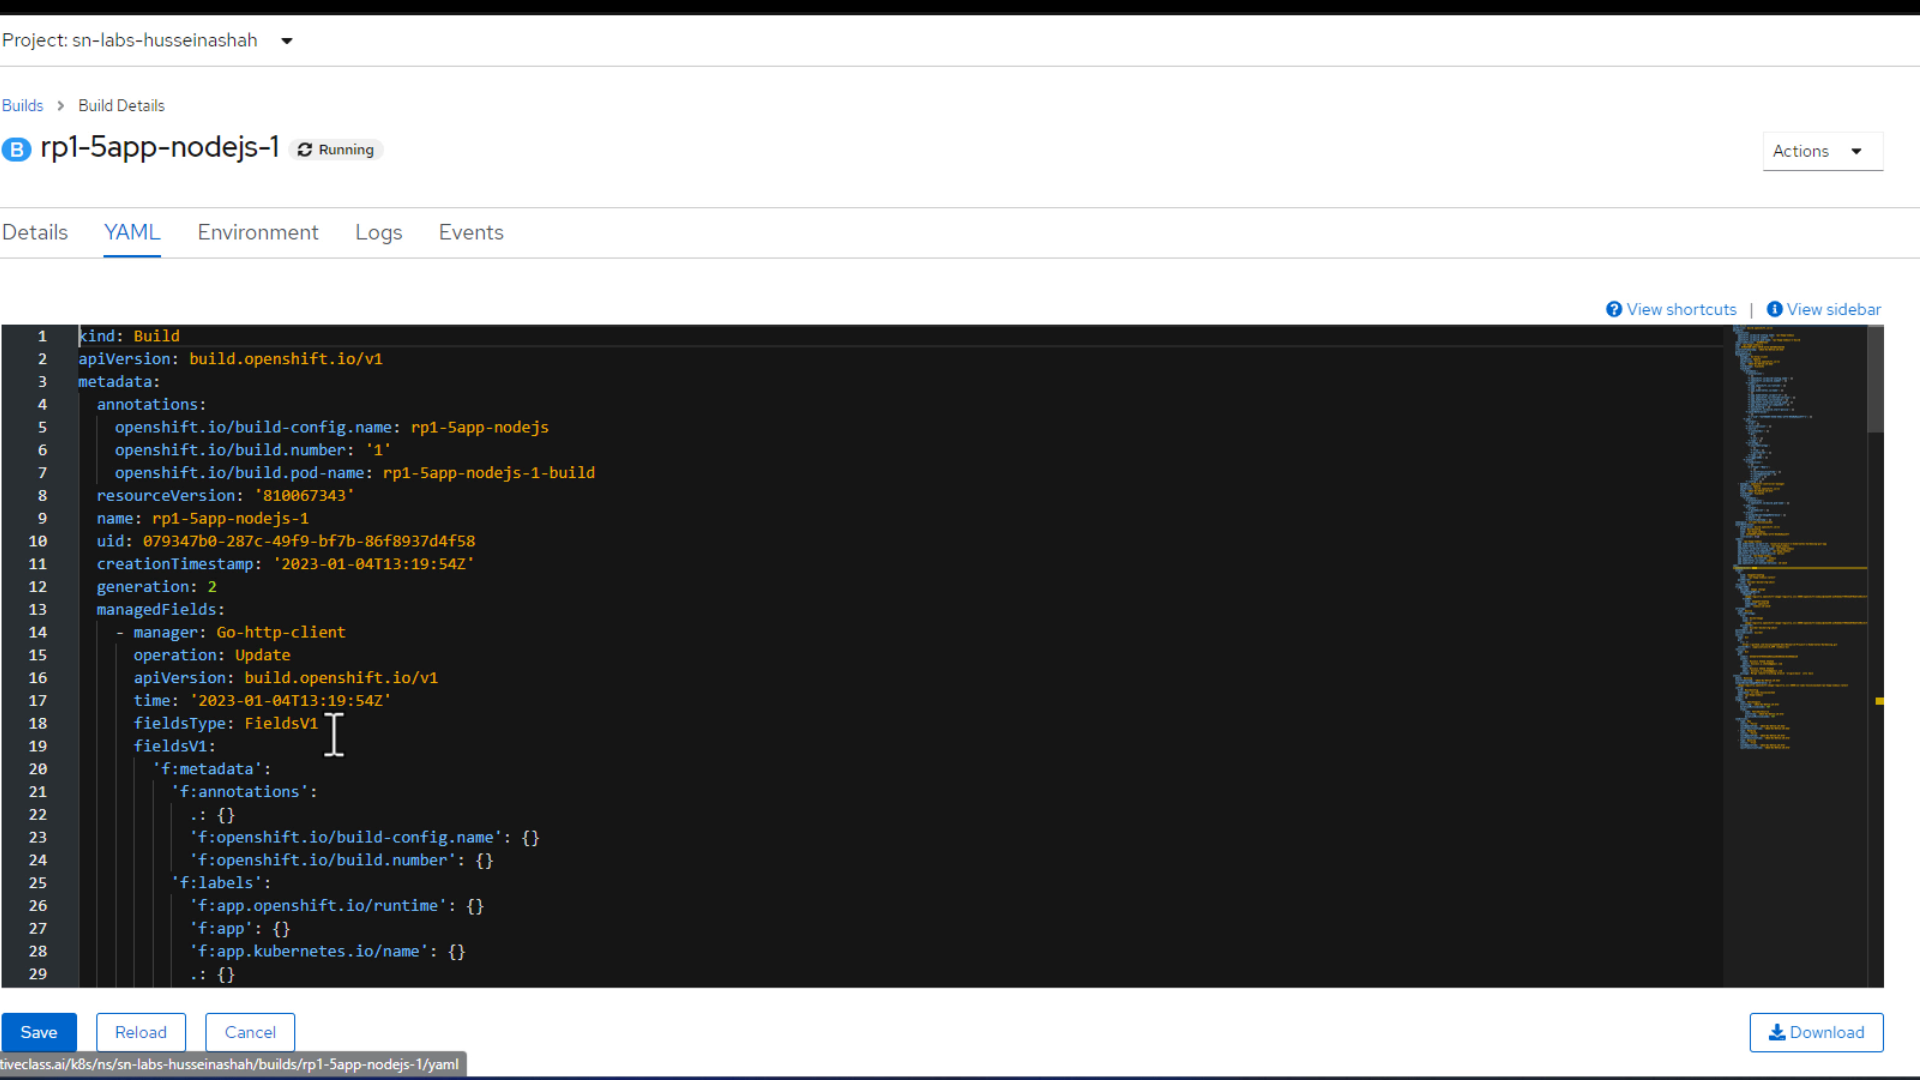 Project: sn-labs-husseinashah
Builds > Build Details
B rp1-5app-nodejs-1 Running
Actions
Details YAML Environment Logs Events
View shortcuts | View sidebar
1 kind: Build
2 apiVersion: build.openshift.io/v1
3 metadata:
4 annotations:
5 openshift.io/build-config.name: rp1-5app-nodejs
6 openshift.io/build.number: '1'
7 openshift.io/build.pod-name: rp1-5app-nodejs-1-build
8 resourceVersion: '810067343'
9 name: rp1-5app-nodejs-1
10 uid: 079347b0-287c-49f9-bf7b-86f8937d4f58
11 creationTimestamp: '2023-01-04T13:19:54Z'
12 generation: 2
13 managedFields:
14 - manager: Go-http-client
15 operation: Update
16 apiVersion: build.openshift.io/v1
17 time: '2023-01-04T13:19:54Z'
18 fieldsType: FieldsV1
19 fieldsV1:
20 'f:metadata':
21 'f:annotations':
22 .: {}
23 'f:openshift.io/build-config.name': {}
24 'f:openshift.io/build.number': {}
25 'f:labels':
26 'f:app.openshift.io/runtime': {}
27 'f:app': {}
28 'f:app.kubernetes.io/name': {}
29 .: {}
Save Reload Cancel Download
tiveclass.ai/k8s/ns/sn-labs-husseinashah/builds/rp1-5app-nodejs-1/yaml